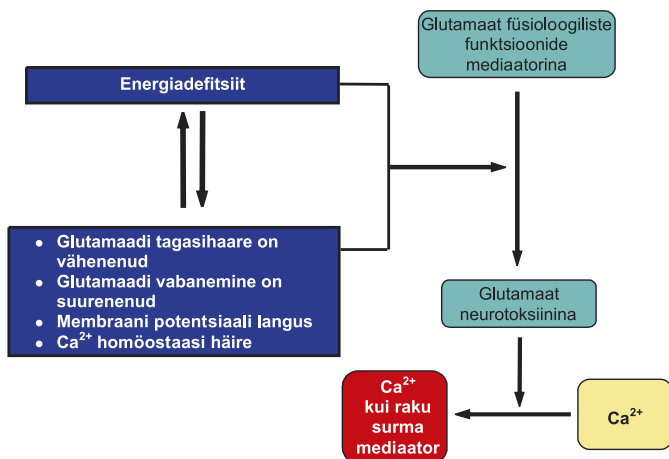 Glutamaat füsioloogiliste
funktsioonide
mediaatorina
Energiadefitsiit
• Glutamaadi tagasihaare on
vähenenud
• Glutamaadi vabanemine on
suurenenud
• Membraani potsensiaali langus
• Ca²⁺ homöostaasi häire
Glutamaat
neurotoksiinina
Ca²⁺
kui raku
surma
mediaator
Ca²⁺